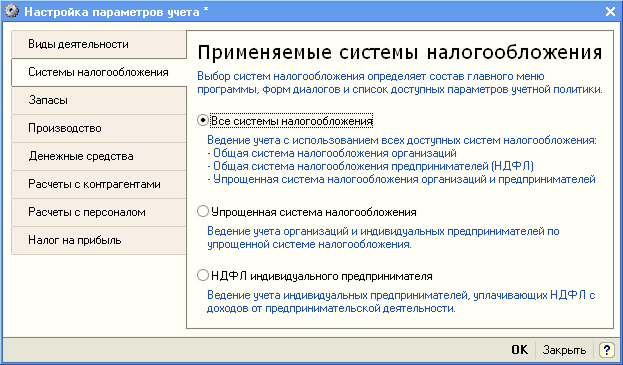 Настройка параметров учета *
Виды деятельности
Системы налогообложения
Запасы
Производство
Денежные средства
Расчеты с контрагентами
Расчеты с персоналом
Налог на прибыль
Применяемые системы налогообложения
Выбор систем налогообложения определяет состав главного меню
программы, форм диалогов и список доступных параметров учетной политики.
Все системы налогообложения
Ведение учета с использованием всех доступных систем налогообложения:
- Общая система налогообложения организаций
- Общая система налогообложения предпринимателей (НДФЛ)
- Упрощенная система налогообложения организаций и предпринимателей
Упрощенная система налогообложения
Ведение учета организаций и индивидуальных предпринимателей по
упрощенной системе налогообложения.
НДФЛ индивидуального предпринимателя
Ведение учета индивидуальных предпринимателей, уплачивающих НДФЛ с
доходов от предпринимательской деятельности.
OK Закрыть ?